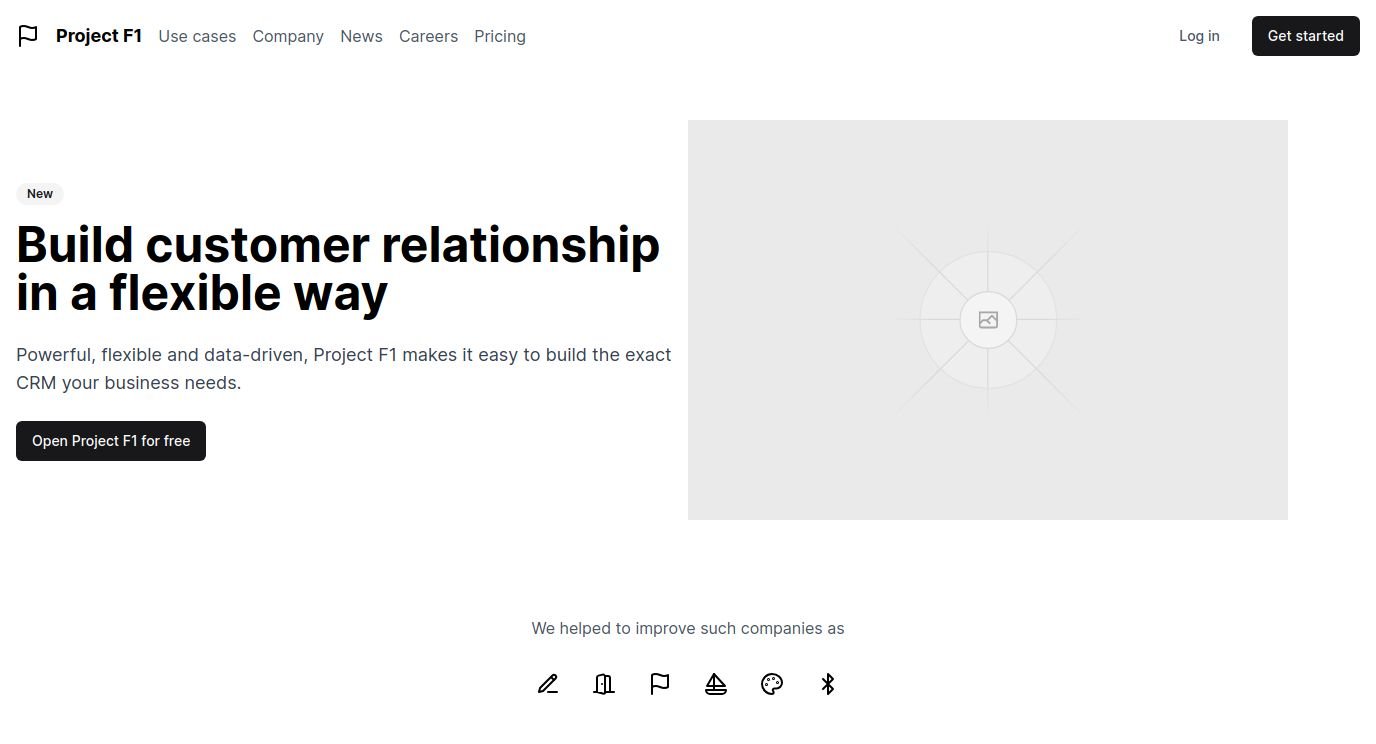 Project F1
Use cases
Company
News
Careers
Pricing
Log in
Get started
New
Build customer relationship
in a flexible way
Powerful, flexible and data-driven, Project F1 makes it easy to build the exact
CRM your business needs.
Open Project F1 for free
We helped to improve such companies as